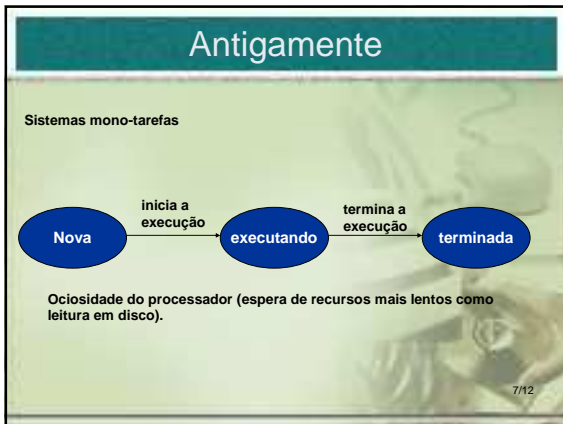 Antigamente
Sistemas mono-tarefas
inicia a
execução
termina a
execução
Nova
executando
terminada
Ociosidade do processador (espera de recursos mais lentos como
leitura em disco).
7/12